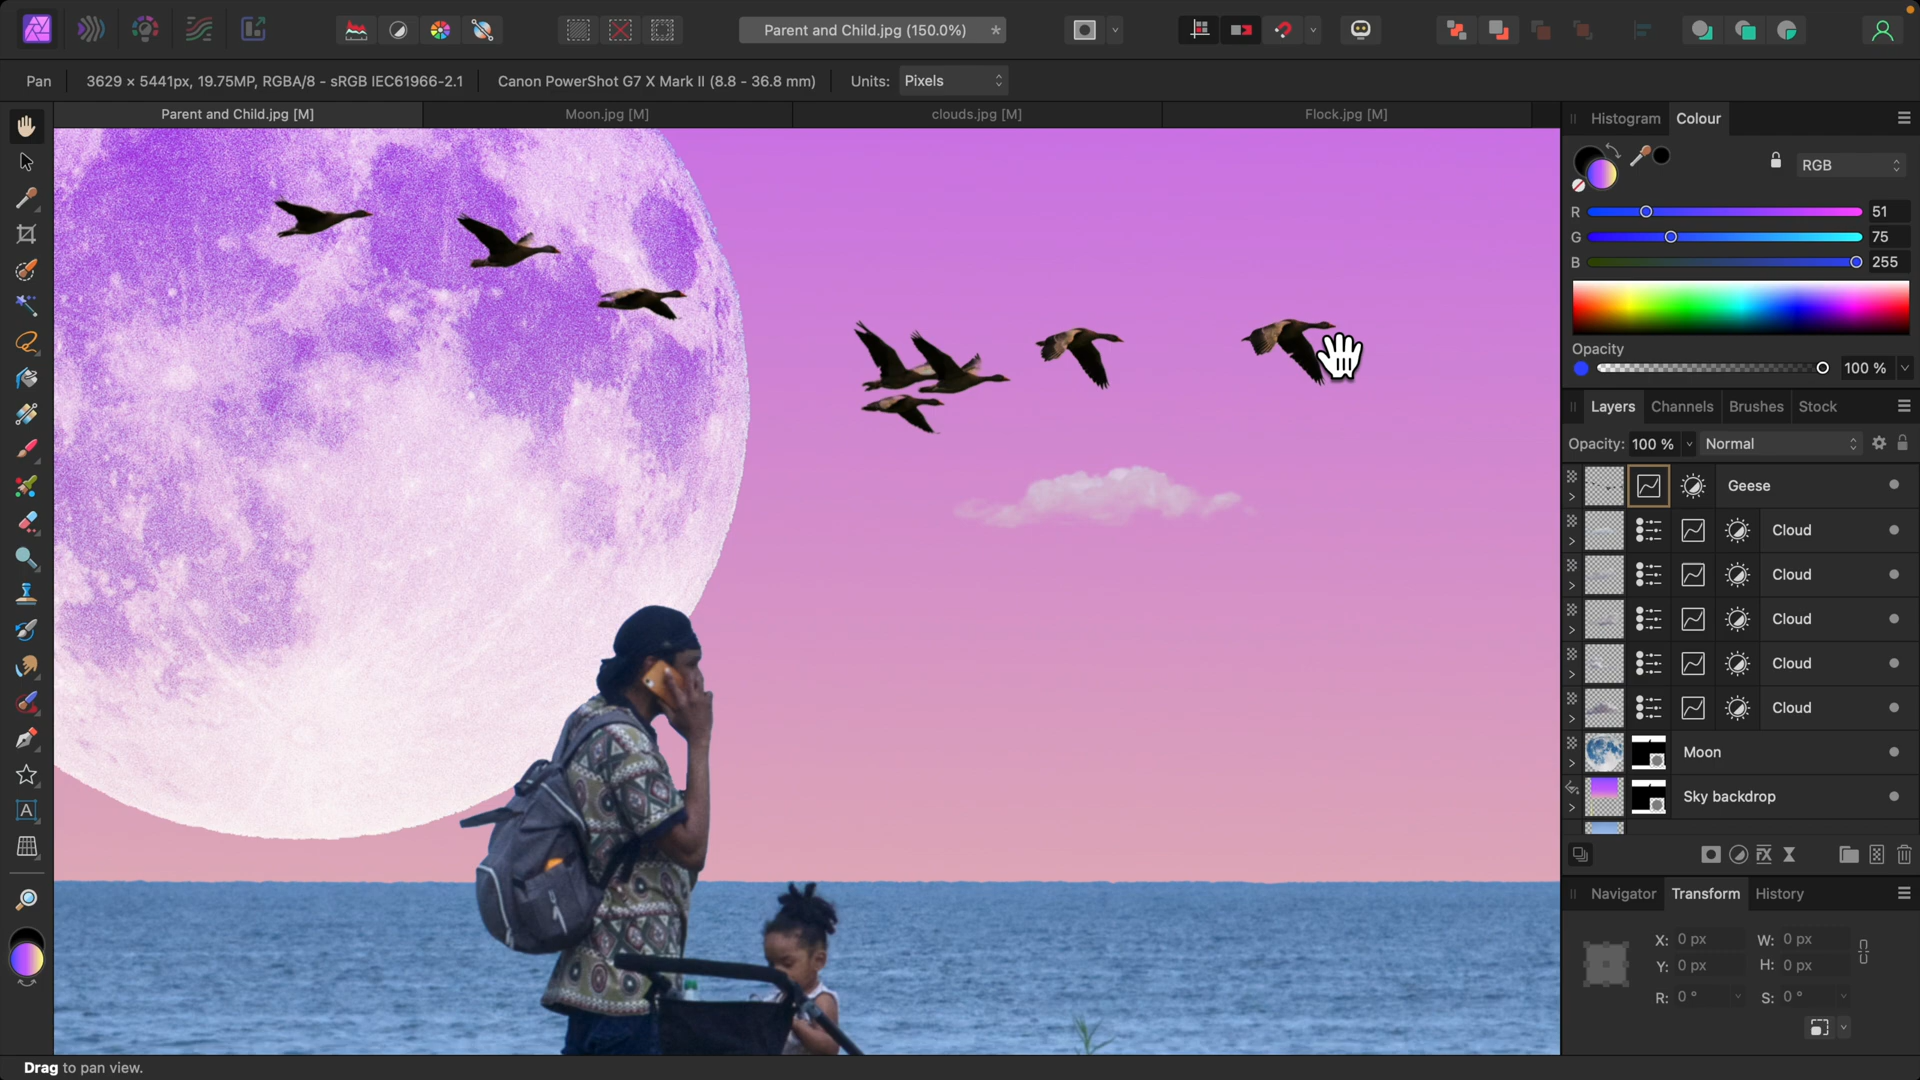 Parent and Child.jpg (150.0%) *
Pan 3629 × 5441px, 19.75MP, RGBA/8 - sRGB IEC61966-2.1 Canon PowerShot G7 X Mark II (8.8 - 36.8 mm) Units: Pixels
Parent and Child.jpg [M] Moon.jpg [M] clouds.jpg [M] Flock.jpg [M]
Histogram Colour
RGB
R 51
G 75
B 255
Opacity
100 %
Layers Channels Brushes Stock
Opacity: 100 % Normal
Geese
Cloud
Cloud
Cloud
Cloud
Cloud
Moon
Sky backdrop
FX
Navigator Transform History
X: 0 px W: 0 px
Y: 0 px H: 0 px
R: 0 ° S: 0 °
A
Drag to pan view.